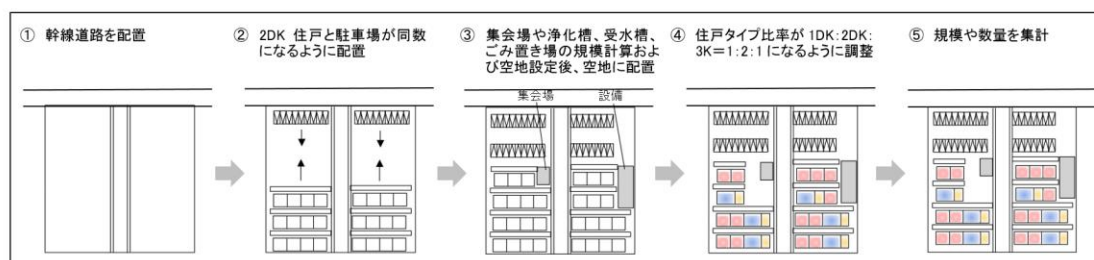 ① 幹線道路を配置
② 2DK 住戸と駐車場が同数
になるように配置
③ 集会場や浄化槽、受水槽、
ごみ置き場の規模計算およ
び空地設定後、空地に配置
集会場
設備
④ 住戸タイプ比率が 1DK:2DK:
3K=1:2:1になるように調整
⑤ 規模や数量を集計